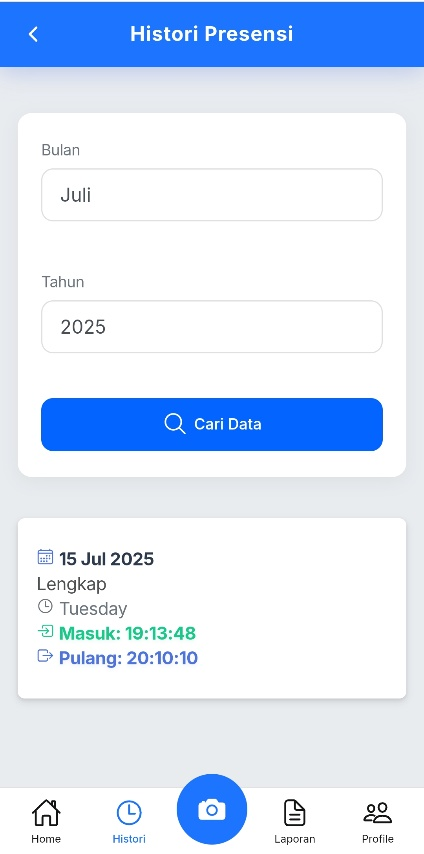 Histori Presensi
Bulan
Juli
Tahun
2025
Cari Data
15 Jul 2025
Lengkap
Tuesday
Masuk: 19:13:48
Pulang: 20:10:10
Home
Histori
Laporan
Profile